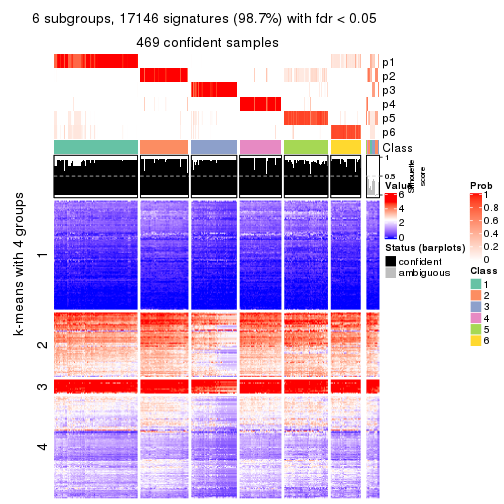 6 subgroups, 17146 signatures (98.7%) with fdr < 0.05
469 confident samples
p1
p2
p3
p4
p5
p6
Class
1
0.5
0
Silhouette
score
k-means with 4 groups
1
2
3
4
Value
6
4
2
0
Status (barplots)
confident
ambiguous
Prob
1
0.8
0.6
0.4
0.2
0
Class
1
2
3
4
5
6